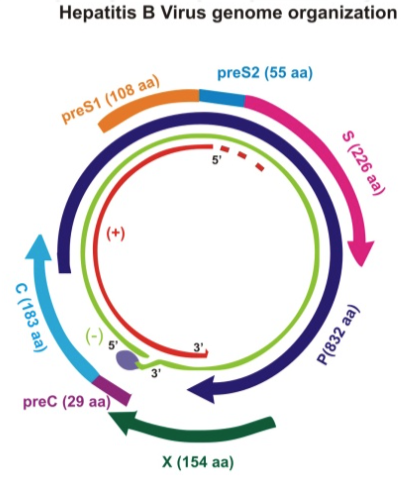 Hepatitis B Virus genome organization
preS2 (55 aa)
preS1 (108 aa)
S (226 aa)
5'
(+)
C (183 aa)
(-)
5'
3'
3'
P(832 aa)
preC (29 aa)
X (154 aa)